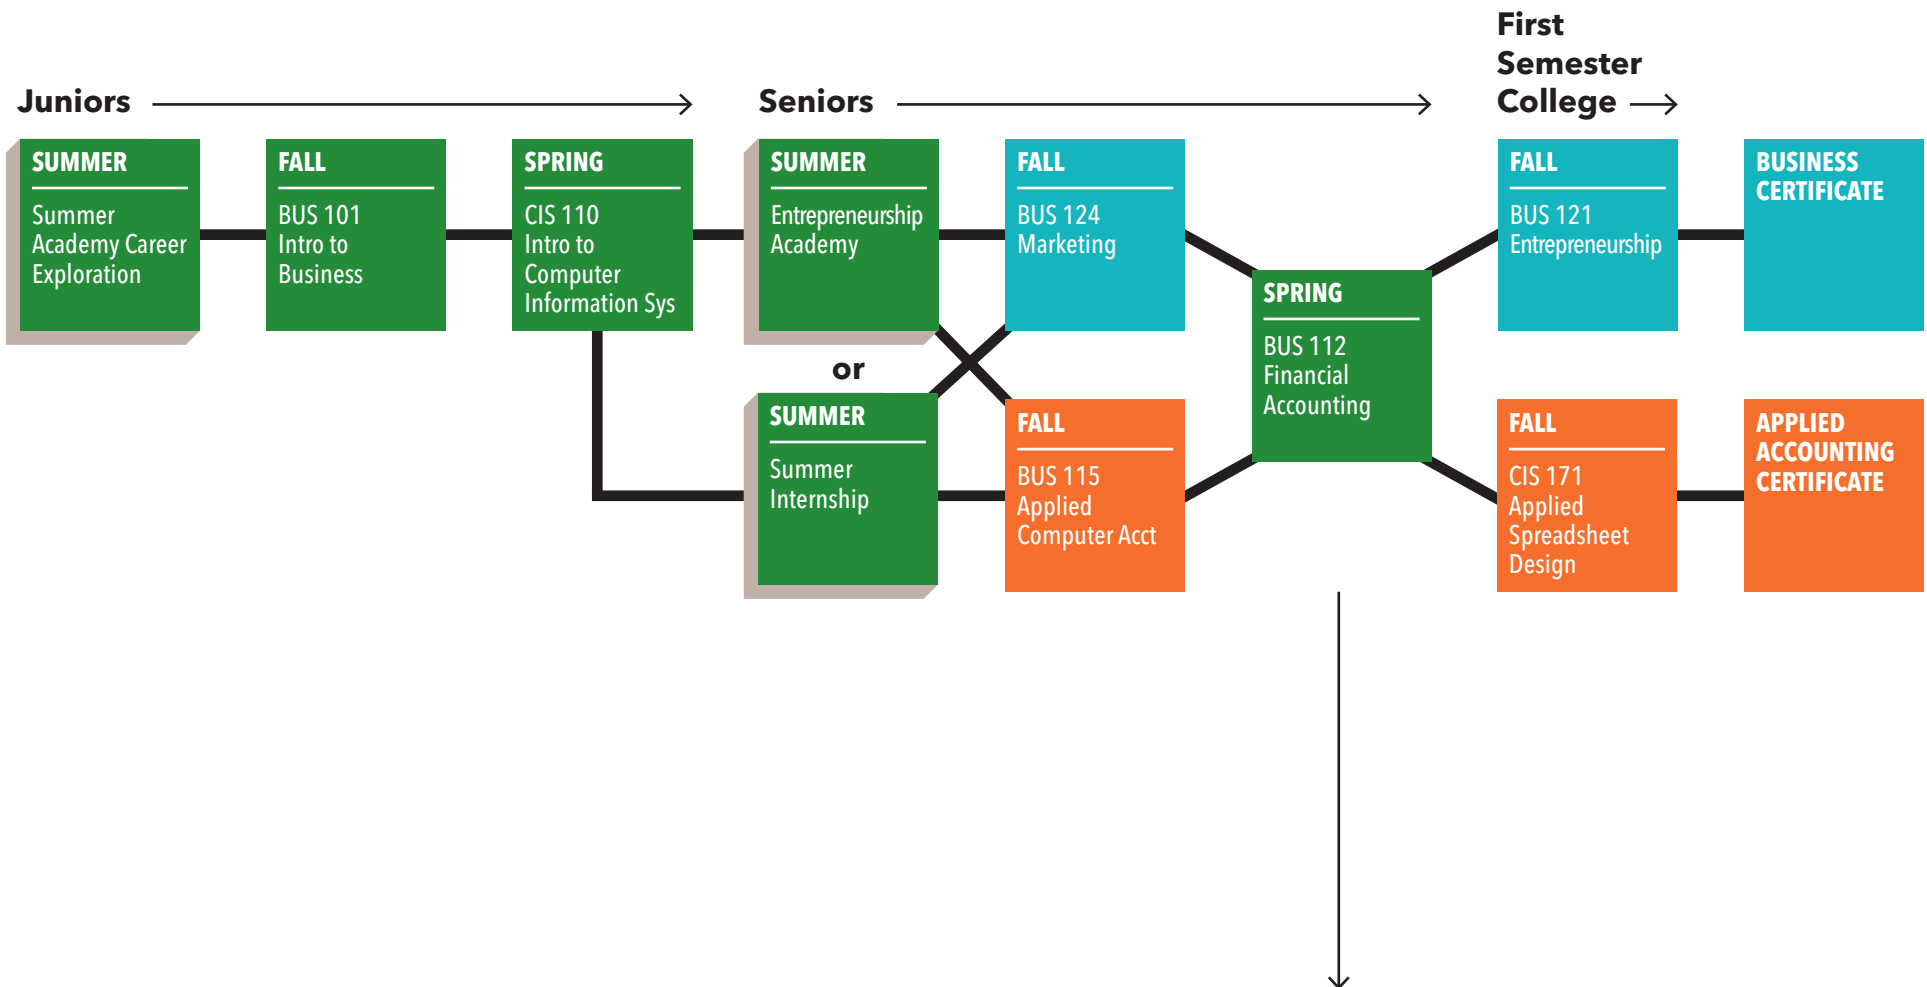 First
Semester
College
Juniors
Seniors
SUMMER
Summer
Academy Career
Exploration
FALL
BUS 101
Intro to
Business
SPRING
CIS 110
Intro to
Computer
Information Sys
SUMMER
Entrepreneurship
Academy
or
SUMMER
Summer
Internship
FALL
BUS 124
Marketing
FALL
BUS 115
Applied
Computer Acct
SPRING
BUS 112
Financial
Accounting
FALL
BUS 121
Entrepreneurship
BUSINESS
CERTIFICATE
FALL
CIS 171
Applied
Spreadsheet
Design
APPLIED
ACCOUNTING
CERTIFICATE